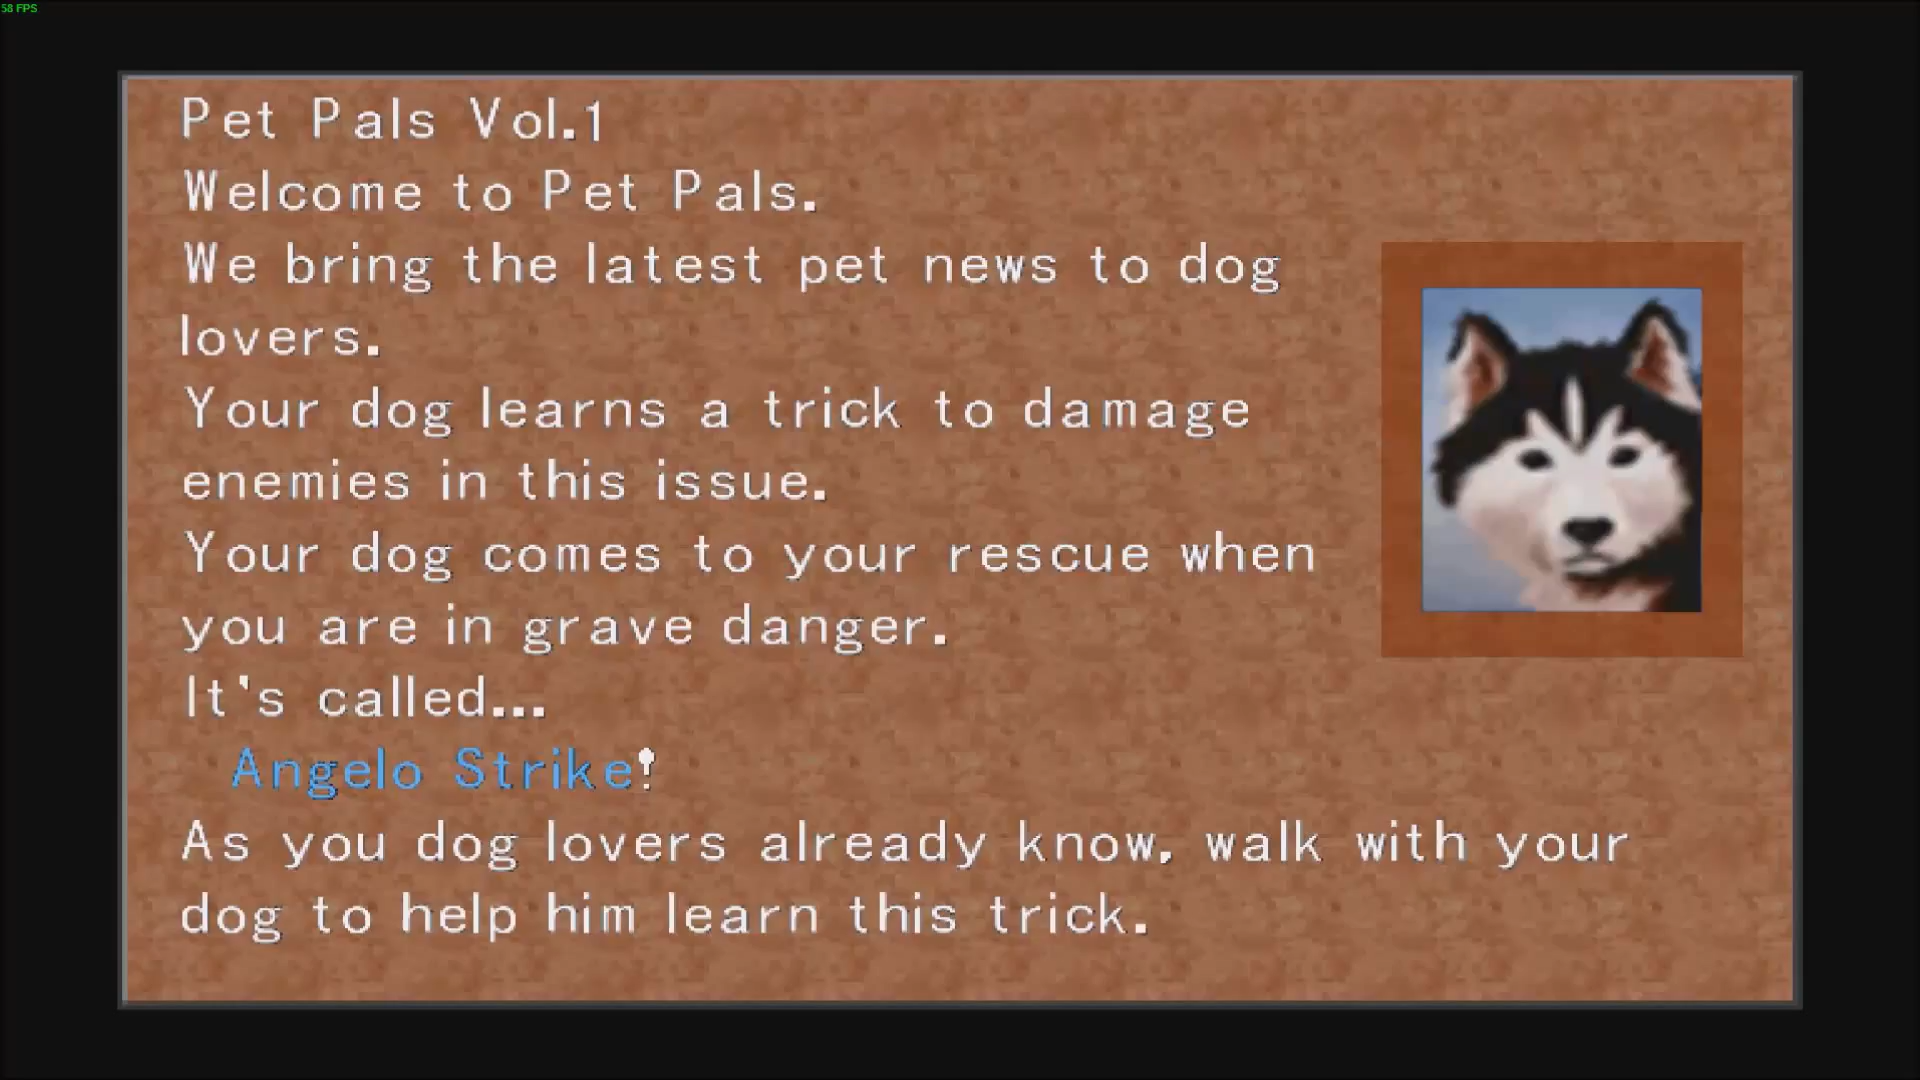 58 FPS
Pet Pals Vol.1
Welcome to Pet Pals.
We bring the latest pet news to dog
lovers.
Your dog learns a trick to damage
enemies in this issue.
Your dog comes to your rescue when
you are in grave danger.
It's called...
Angelo Strike!
As you dog lovers already know, walk with your
dog to help him learn this trick.